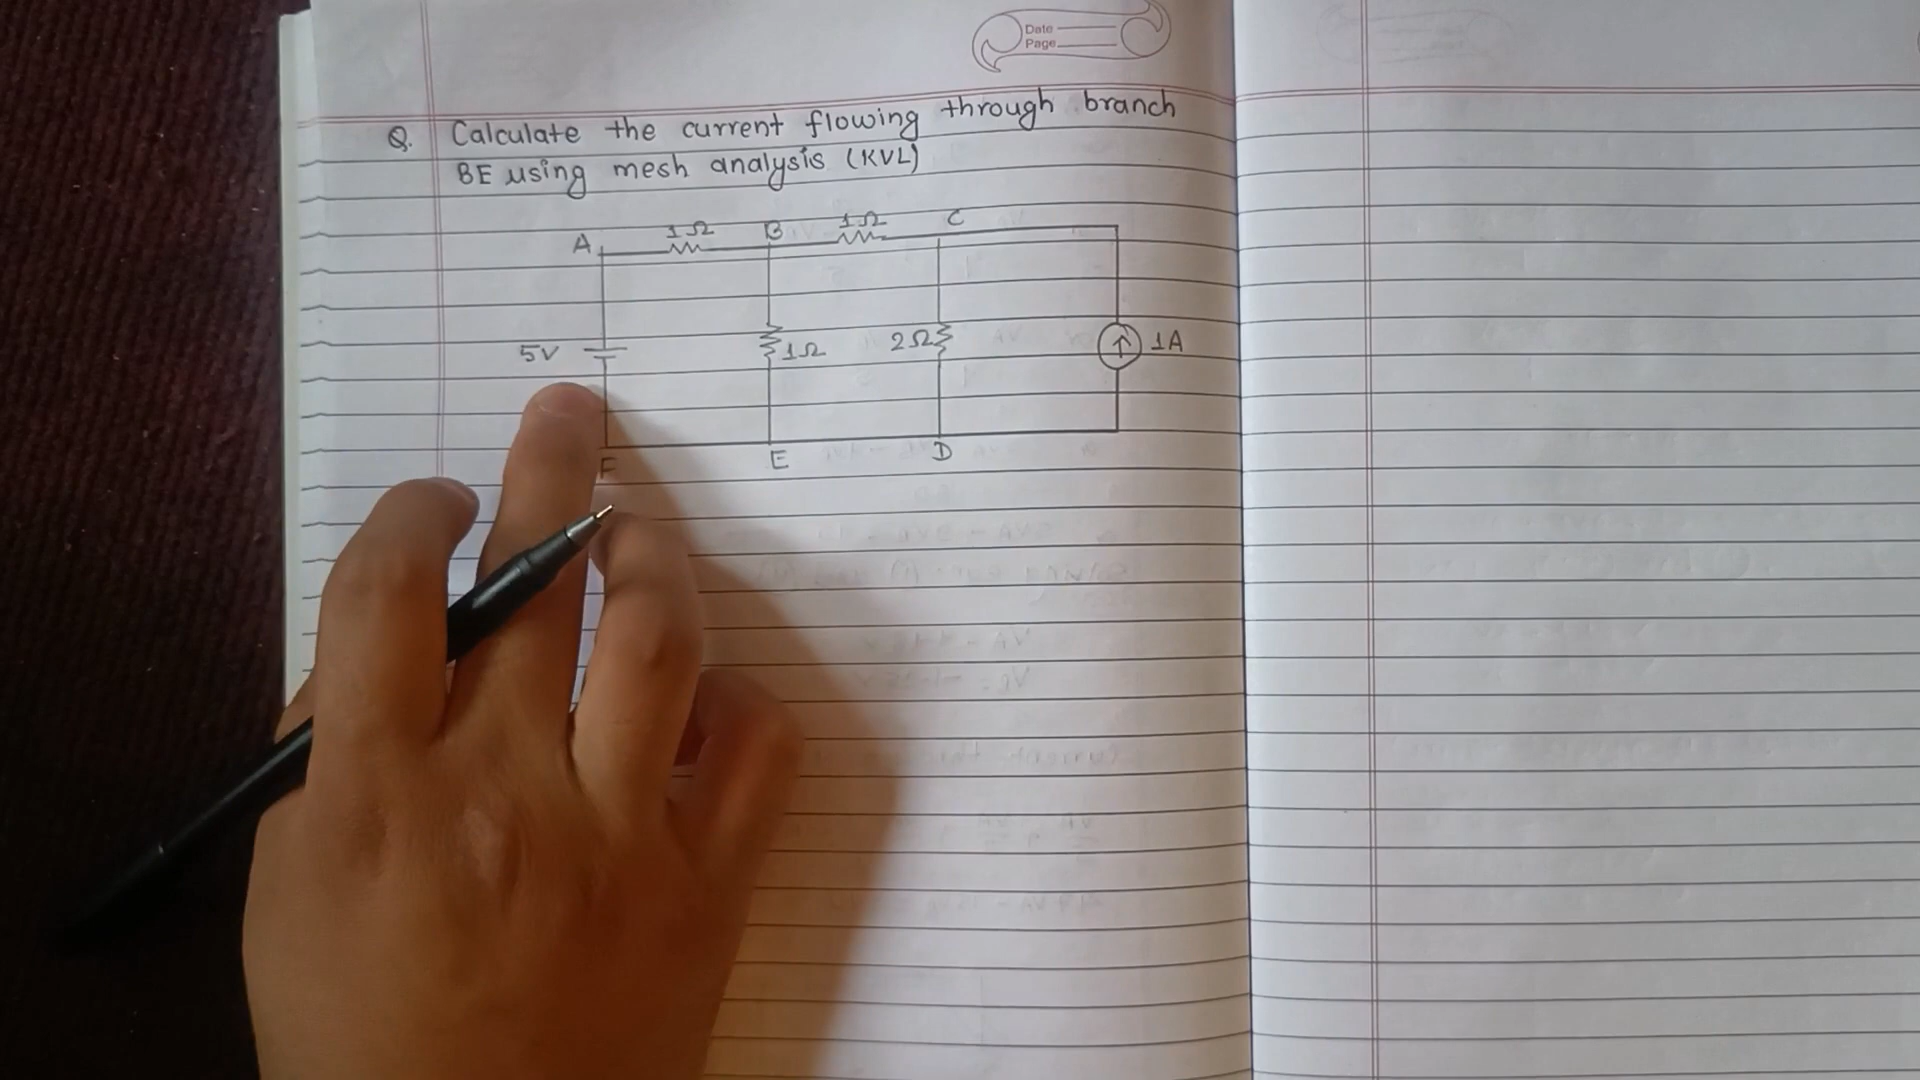 Date
Page
Q. Calculate the current flowing through branch
BE using mesh analysis (KVL)
A 1Ω B 1Ω C
5V 1Ω 2Ω 1A
F E D